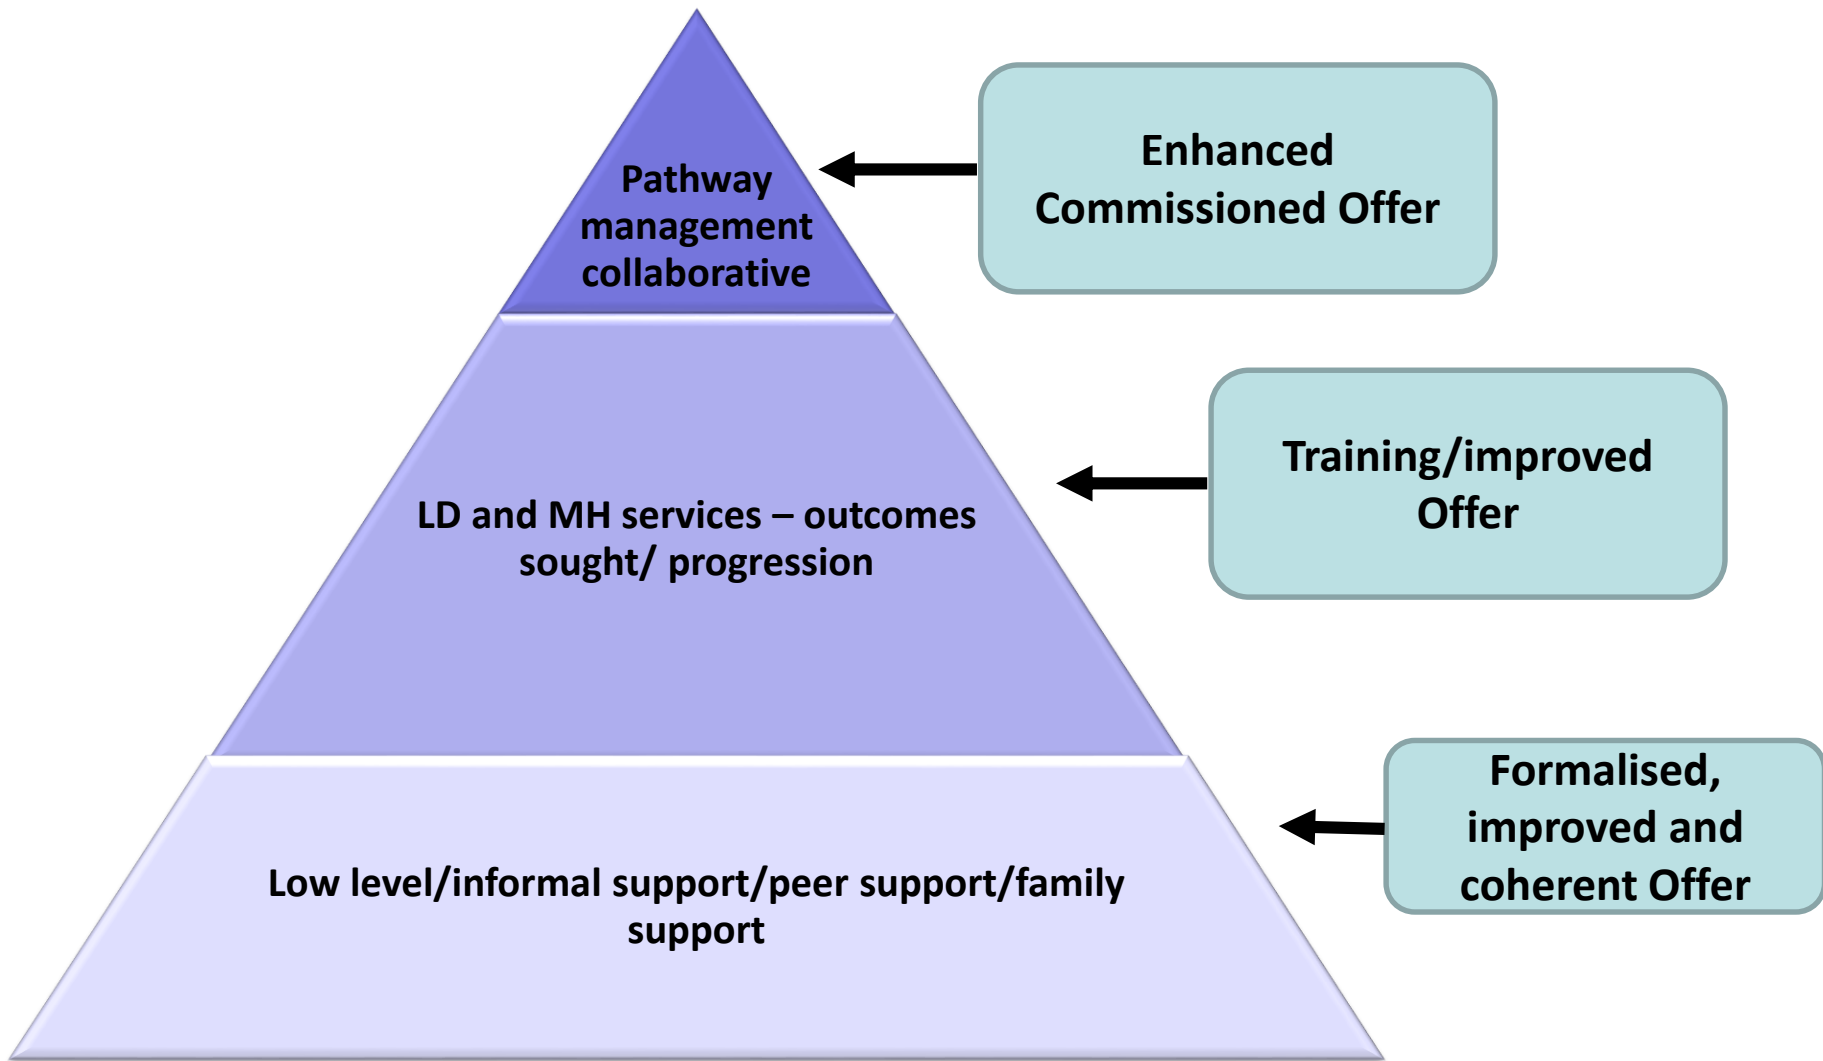 Pathway
management
collaborative
Enhanced
Commissioned Offer
LD and MH services – outcomes
sought/ progression
Training/improved
Offer
Low level/informal support/peer support/family
support
Formalised,
improved and
coherent Offer